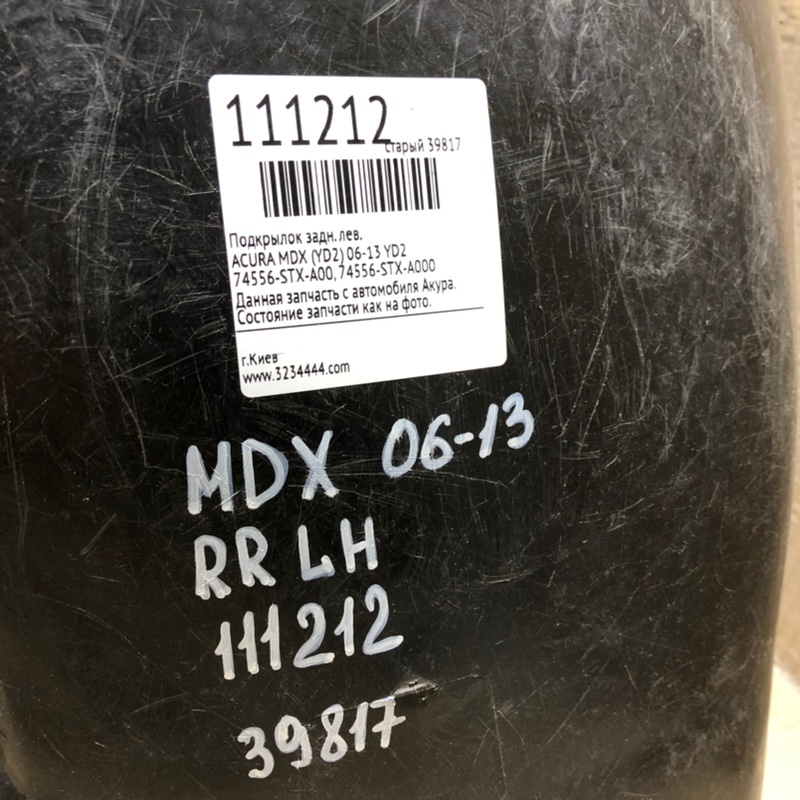 111212
старый 39817
Подкрылок задн.лев.
ACURA MDX (YD2) 06-13 YD2
74556-STX-A00, 74556-STX-A000
Данная запчасть с автомобиля Акура.
Состояние запчасти как на фото.
г.Киев
www.3234444.com
MDX 06-13
RR LH
111212
39817